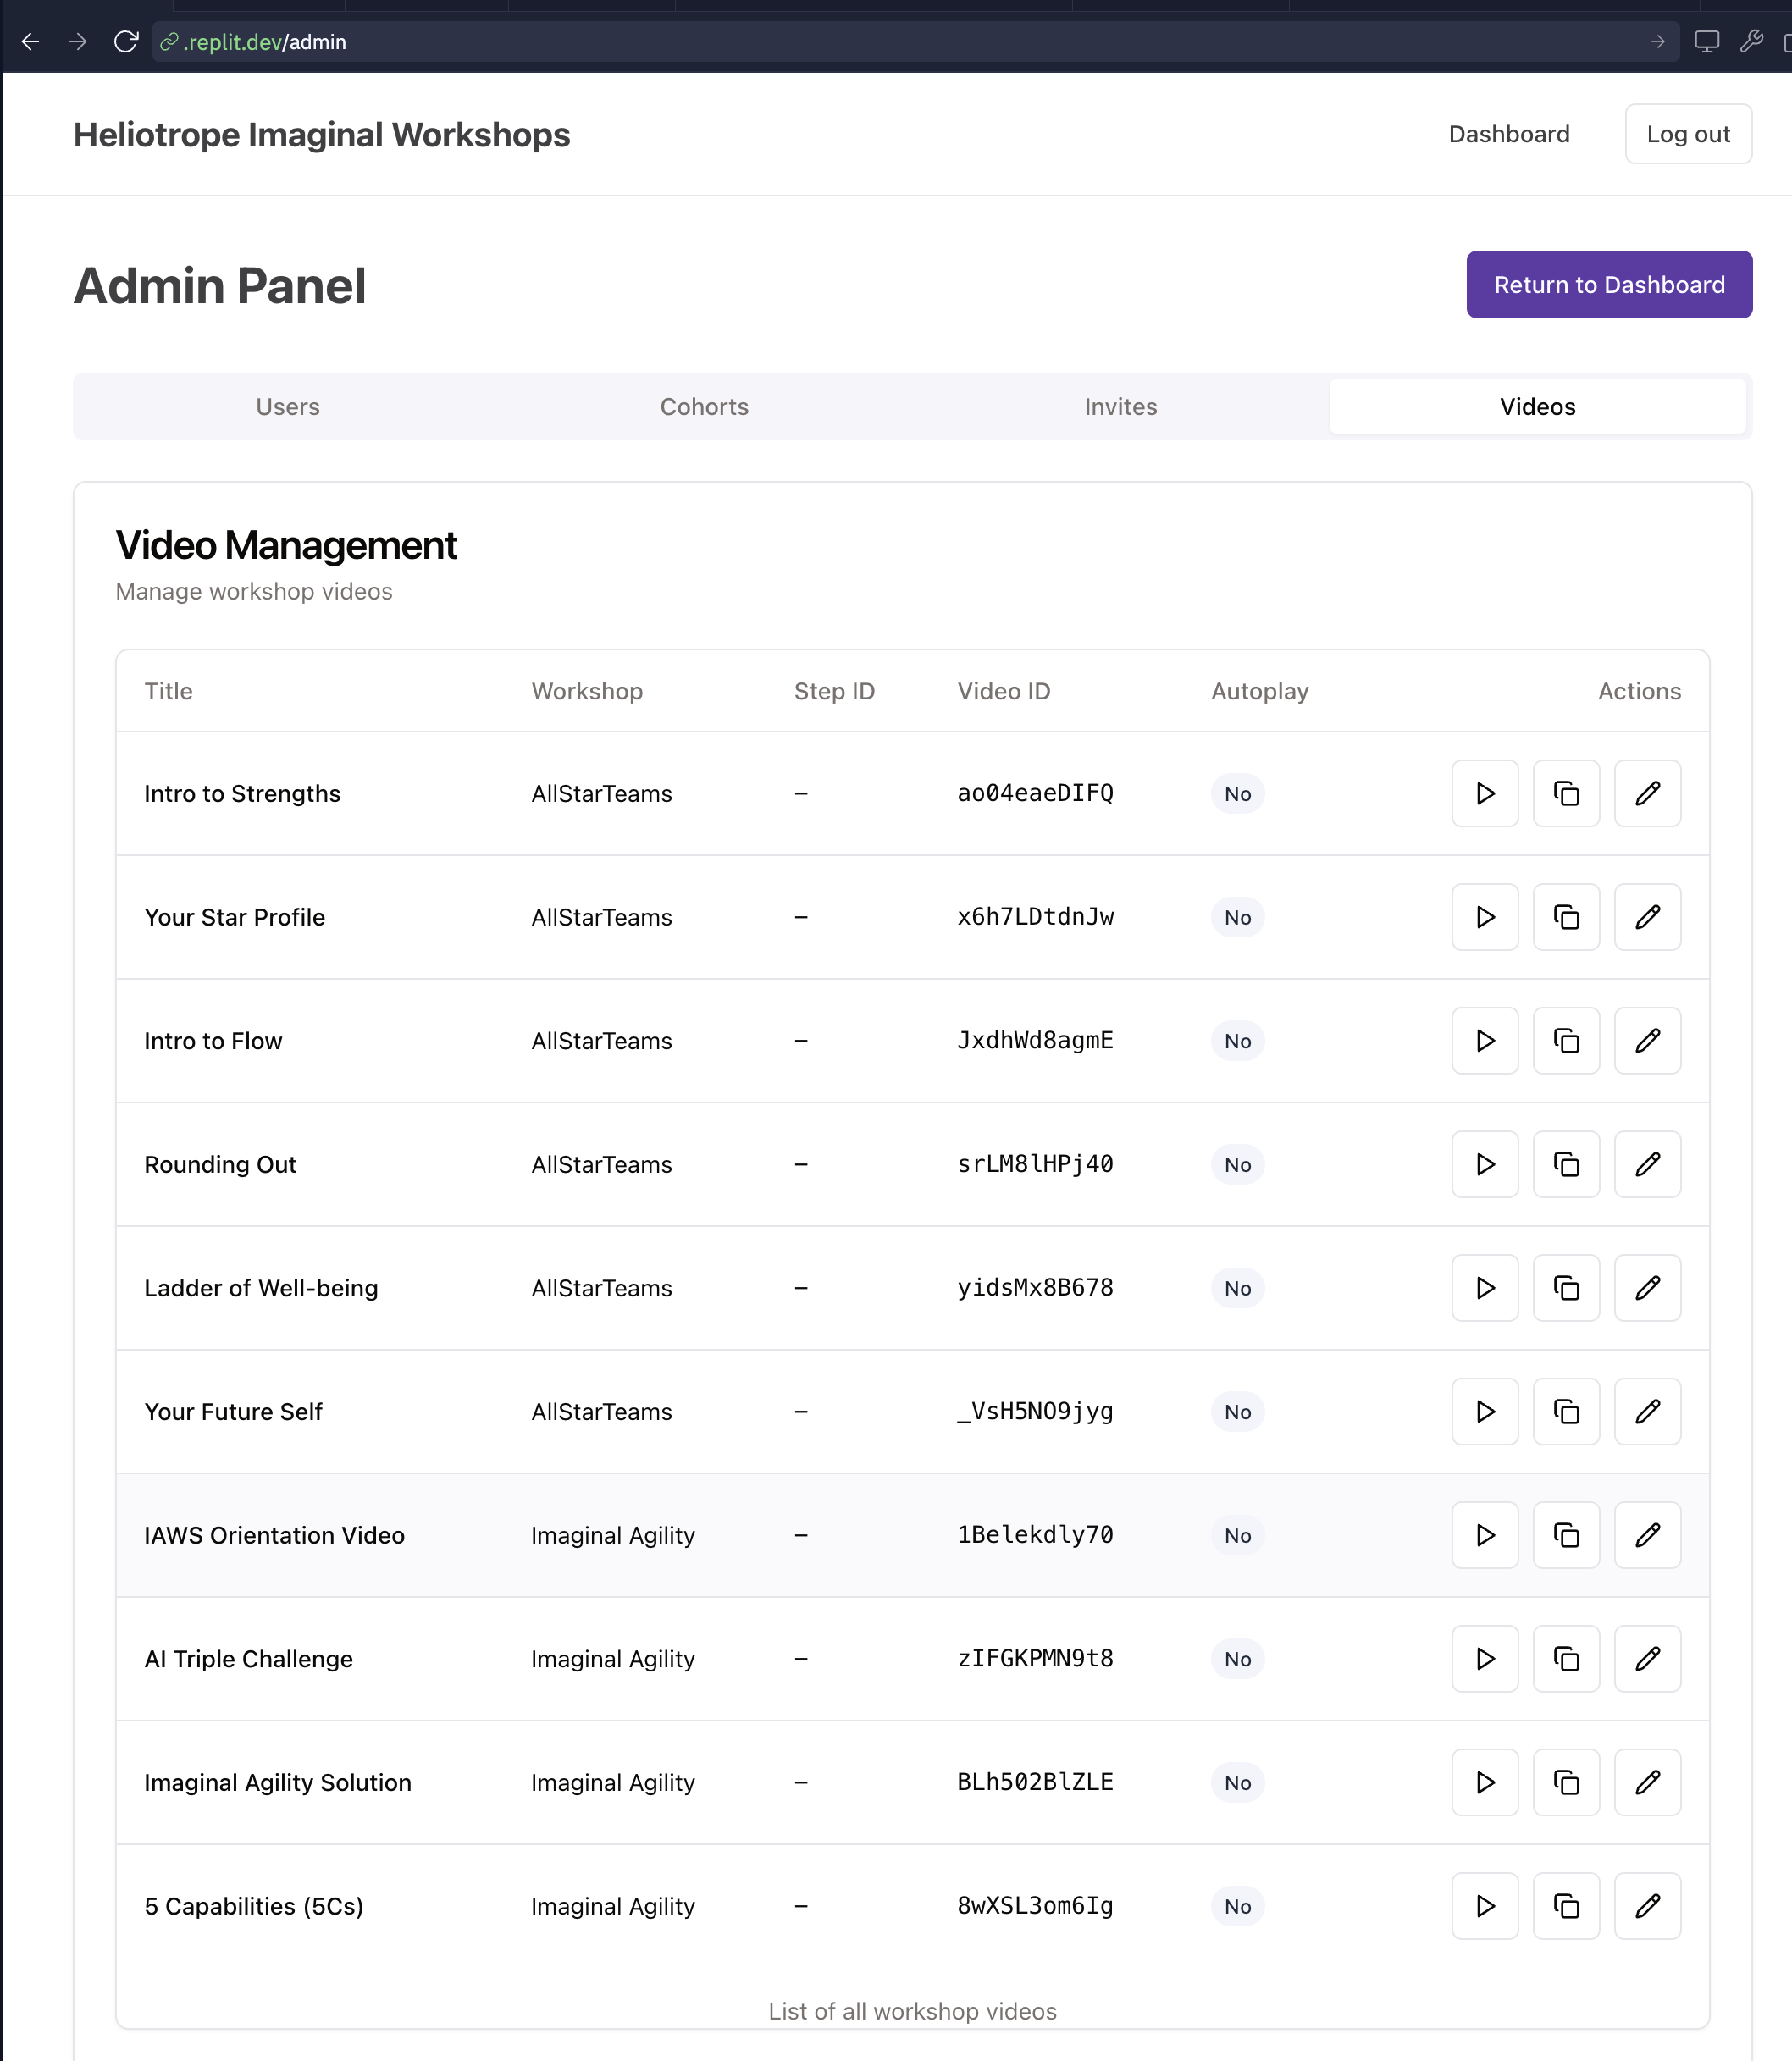 .replit.dev/admin
Heliotrope Imaginal Workshops
Dashboard
Log out
Admin Panel
Return to Dashboard
Users Cohorts Invites Videos
Video Management
Manage workshop videos
Title Workshop Step ID Video ID Autoplay Actions
Intro to Strengths AllStarTeams – ao04eaeDIFQ No
Your Star Profile AllStarTeams – x6h7LDtdnJw No
Intro to Flow AllStarTeams – JxdhWd8agmE No
Rounding Out AllStarTeams – srLM8lHPj40 No
Ladder of Well-being AllStarTeams – yidsMx8B678 No
Your Future Self AllStarTeams – _VsH5NO9jyg No
IAWS Orientation Video Imaginal Agility – 1Belekdly70 No
AI Triple Challenge Imaginal Agility – zIFGKPMN9t8 No
Imaginal Agility Solution Imaginal Agility – BLh502BlZLE No
5 Capabilities (5Cs) Imaginal Agility – 8wXSL3om6Ig No
List of all workshop videos